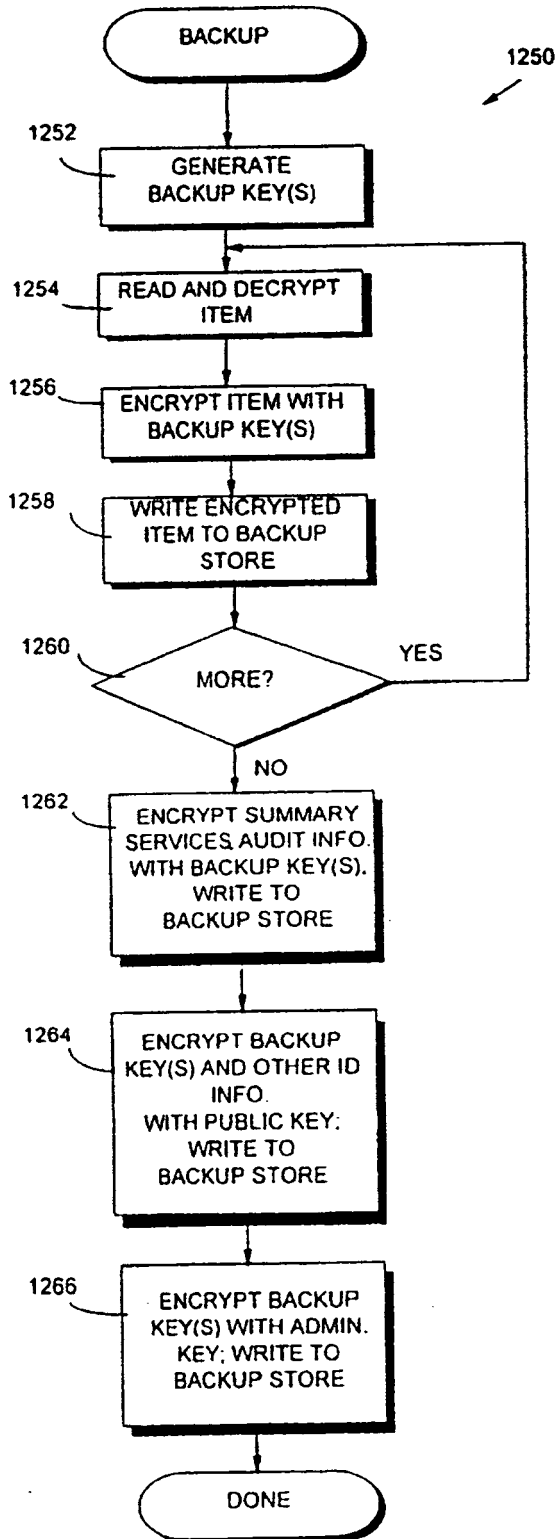 BACKUP
1250
1252
GENERATE
BACKUP KEY(S)
1254
READ AND DECRYPT
ITEM
1256
ENCRYPT ITEM WITH
BACKUP KEY(S)
1258
WRITE ENCRYPTED
ITEM TO BACKUP
STORE
1260
MORE?
YES
NO
1262
ENCRYPT SUMMARY
SERVICES, AUDIT INFO.
WITH BACKUP KEY(S),
WRITE TO
BACKUP STORE
1264
ENCRYPT BACKUP
KEY(S) AND OTHER ID
INFO.
WITH PUBLIC KEY;
WRITE TO
BACKUP STORE
1266
ENCRYPT BACKUP
KEY(S) WITH ADMIN.
KEY; WRITE TO
BACKUP STORE
DONE